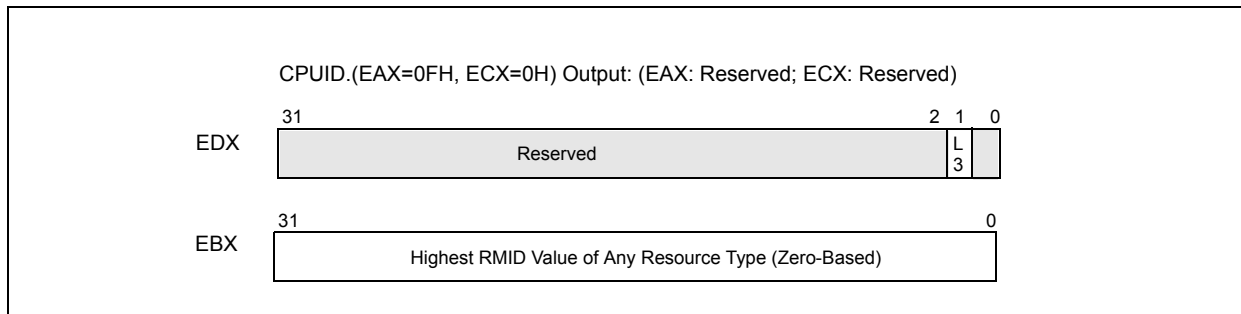 CPUID.(EAX=0FH, ECX=0H) Output: (EAX: Reserved; ECX: Reserved)
31 2 1 0
EDX
Reserved
L
3
31 0
EBX
Highest RMID Value of Any Resource Type (Zero-Based)